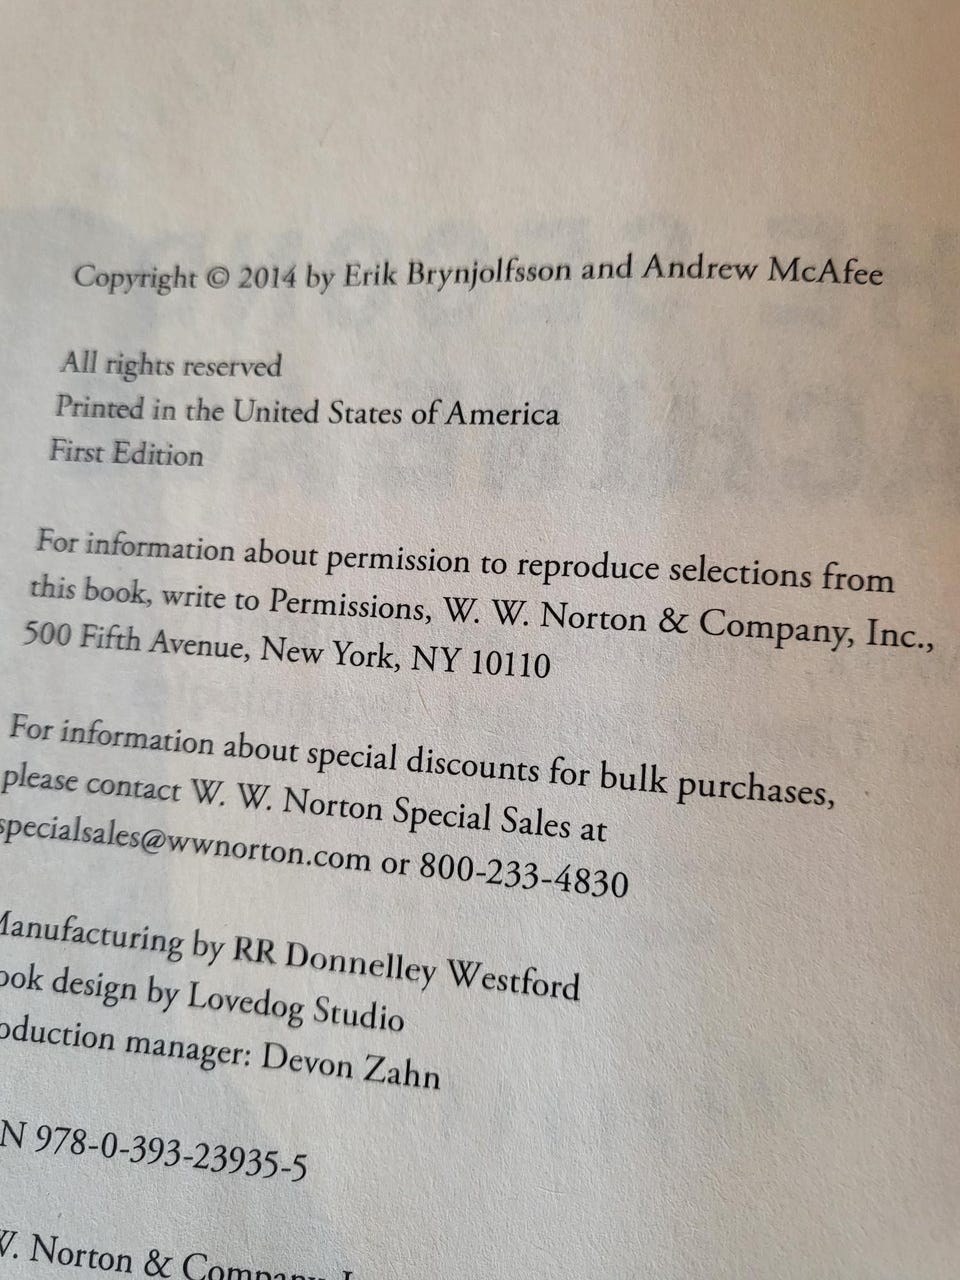 Copyright © 2014 by Erik Brynjolfsson and Andrew McAfee
All rights reserved
Printed in the United States of America
First Edition
For information about permission to reproduce selections from
this book, write to Permissions, W. W. Norton & Company, Inc.,
500 Fifth Avenue, New York, NY 10110
For information about special discounts for bulk purchases,
please contact W. W. Norton Special Sales at
specialsales@wwnorton.com or 800-233-4830
Manufacturing by RR Donnelley Westford
ook design by Lovedog Studio
oduction manager: Devon Zahn
N 978-0-393-23935-5
W. Norton & Company, I